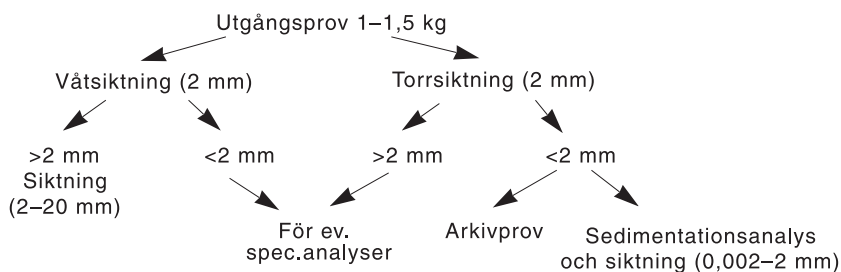 Utgångsprov 1–1,5 kg
Våtsiktning (2 mm)
Torrsiktning (2 mm)
>2 mm
Siktning
(2–20 mm)
<2 mm
>2 mm
<2 mm
För ev.
spec.analyser
Arkivprov
Sedimentationsanalys
och siktning (0,002–2 mm)